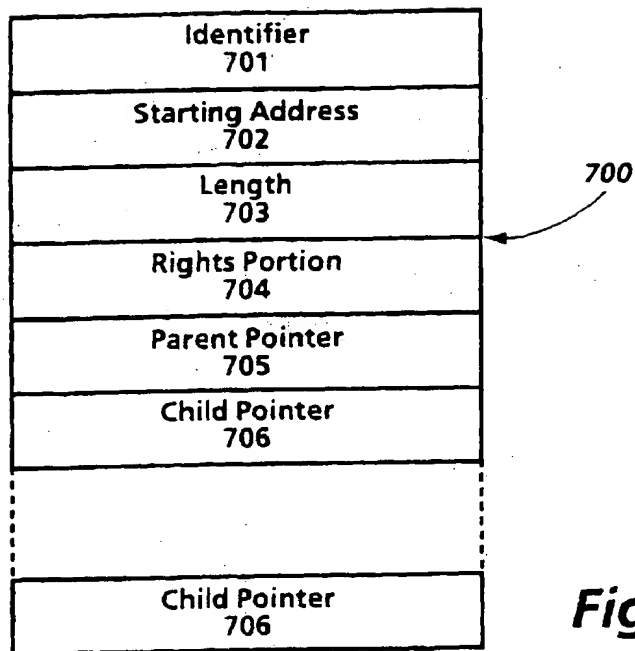 Identifier
701
Starting Address
702
Length
703
700
Rights Portion
704
Parent Pointer
705
Child Pointer
706
Child Pointer
706
Fig